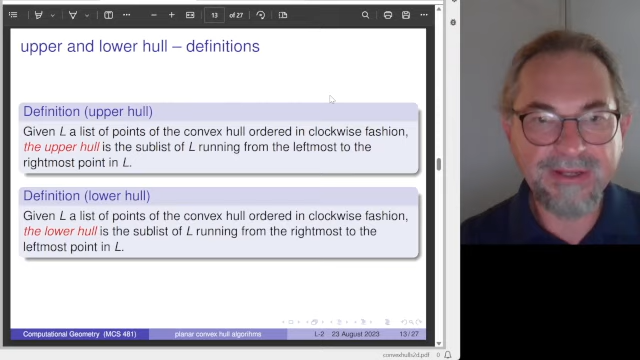 13 of 27
upper and lower hull – definitions
Definition (upper hull)
Given L a list of points of the convex hull ordered in clockwise fashion,
the upper hull is the sublist of L running from the leftmost to the
rightmost point in L.
Definition (lower hull)
Given L a list of points of the convex hull ordered in clockwise fashion,
the lower hull is the sublist of L running from the rightmost to the
leftmost point in L.
Computational Geometry (MCS 481) planar convex hull algorithms L-2 23 August 2023 13 / 27
convexhulls2d.pdf 0